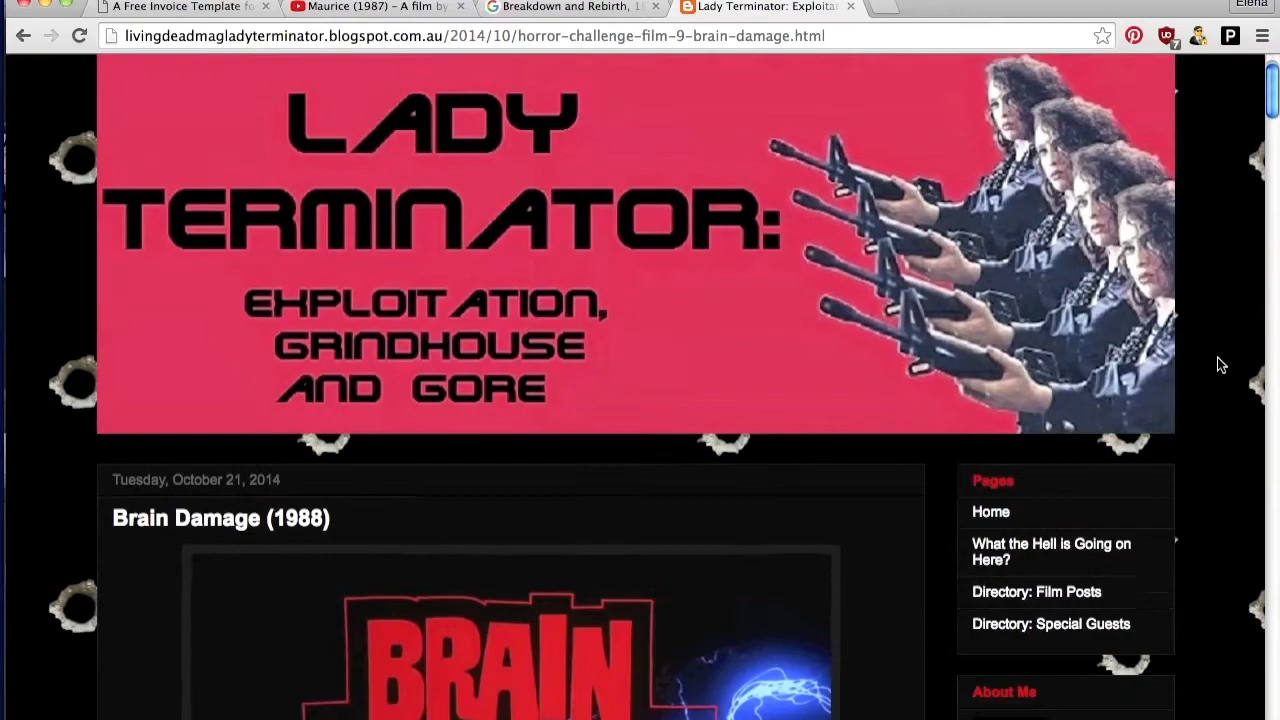 A Free Invoice Template fo
Maurice (1987) – A film by
Breakdown and Rebirth, 1
Lady Terminator: Exploitat
Elena
livingdeadmagladyterminator.blogspot.com.au/2014/10/horror-challenge-film-9-brain-damage.html
7
P
LADY
TERMINATOR:
EXPLOITATION,
GRINDHOUSE
AND GORE
Tuesday, October 21, 2014
Brain Damage (1988)
BRAIN
Pages
Home
What the Hell is Going on
Here?
Directory: Film Posts
Directory: Special Guests
About Me